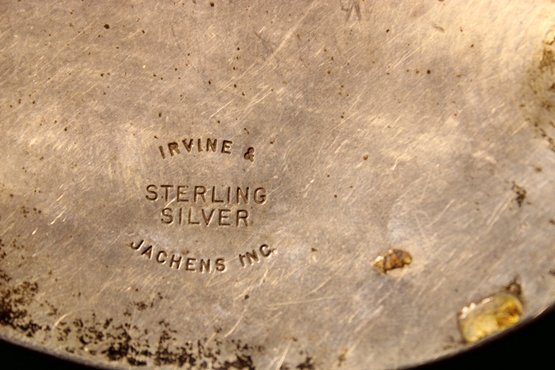 IRVINE &
STERLING
SILVER
JACHENS INC.